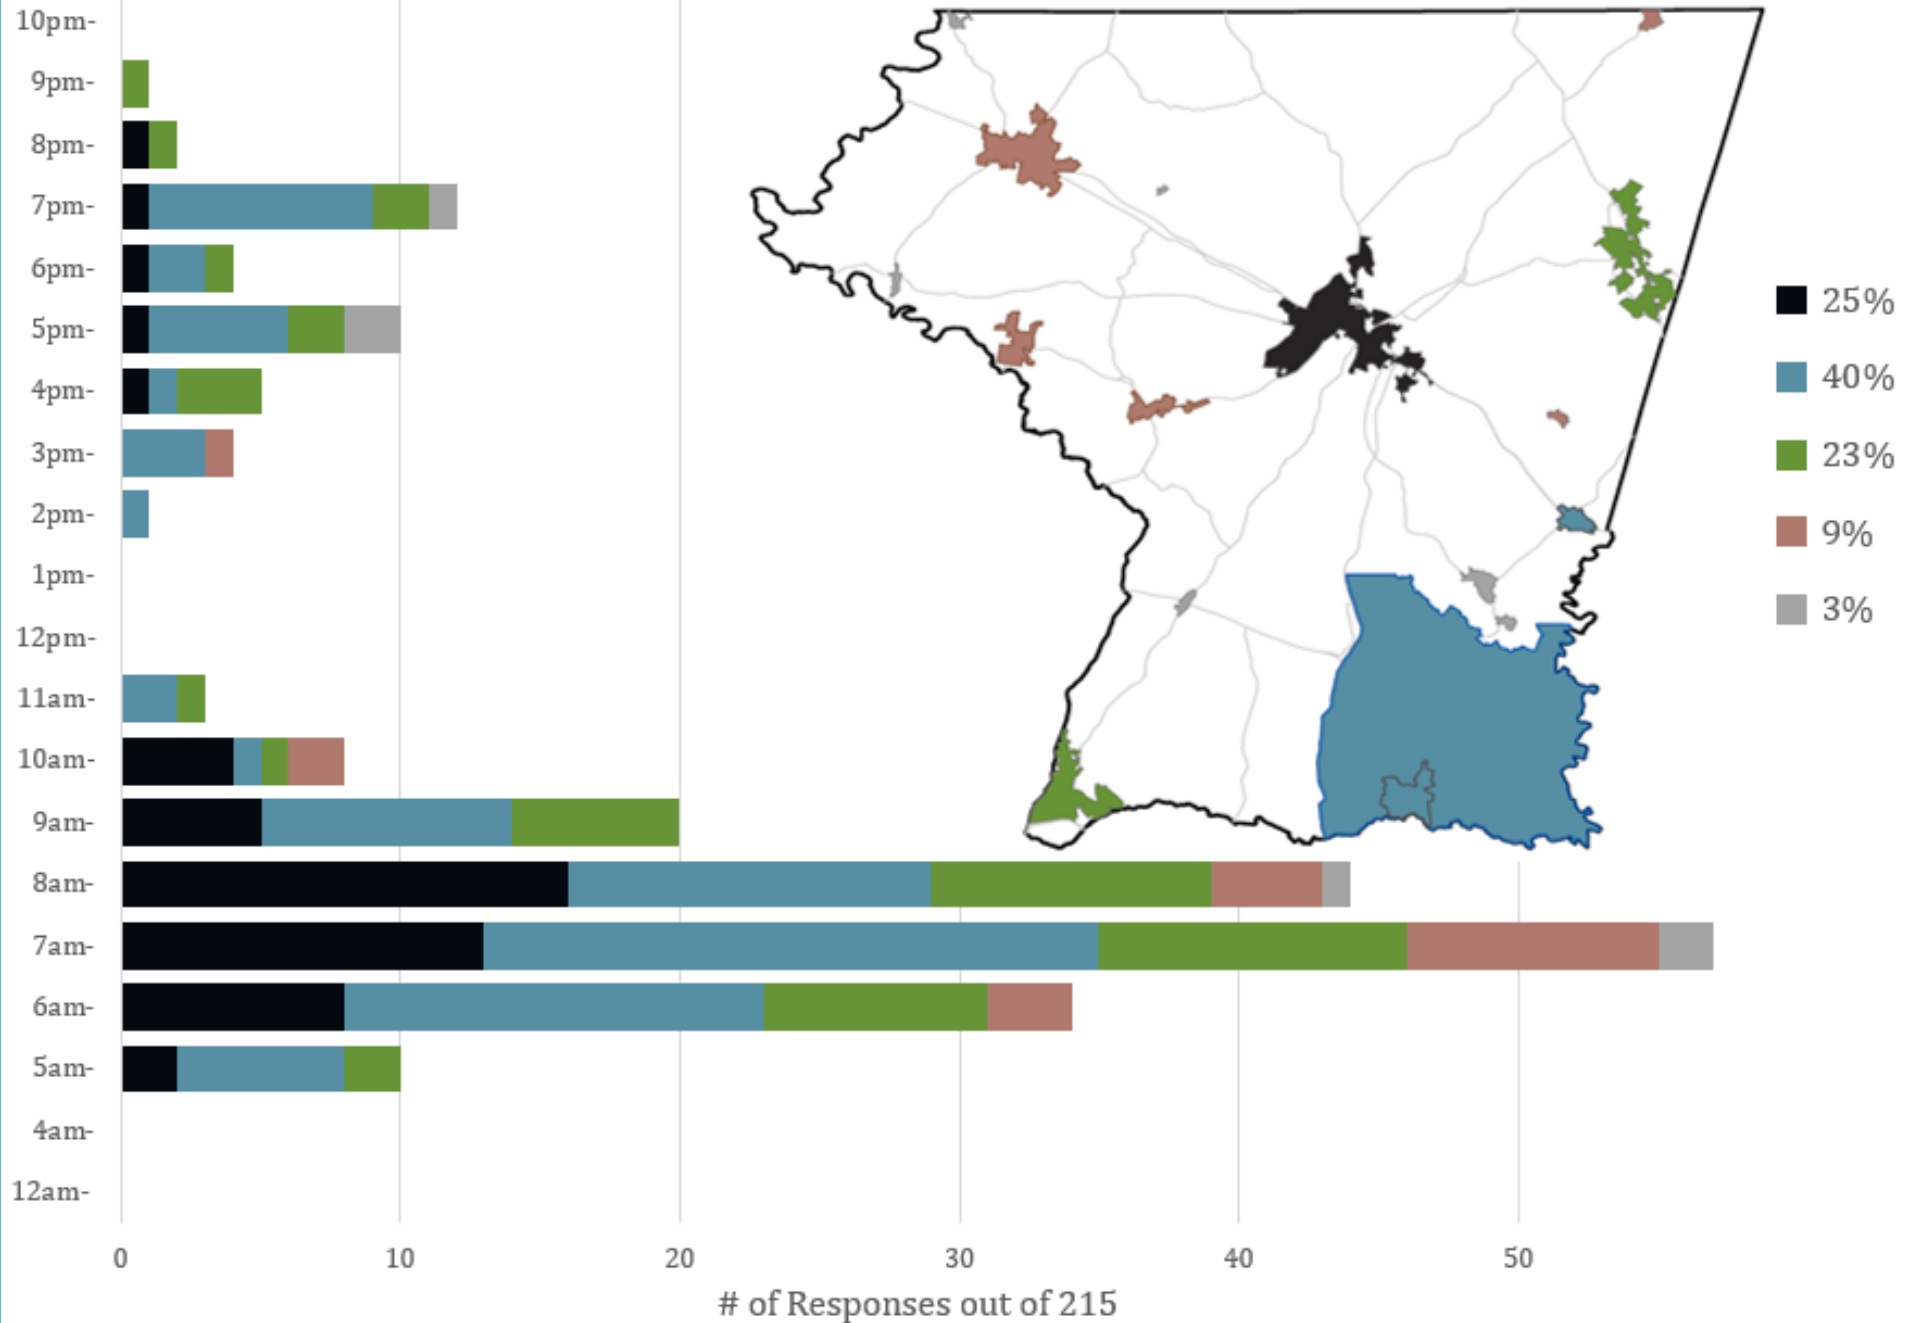 10pm-
9pm-
8pm-
7pm-
6pm-
5pm-
4pm-
3pm-
2pm-
1pm-
12pm-
11am-
10am-
9am-
8am-
7am-
6am-
5am-
4am-
12am-
0 10 20 30 40 50
# of Responses out of 215
25%
40%
23%
9%
3%